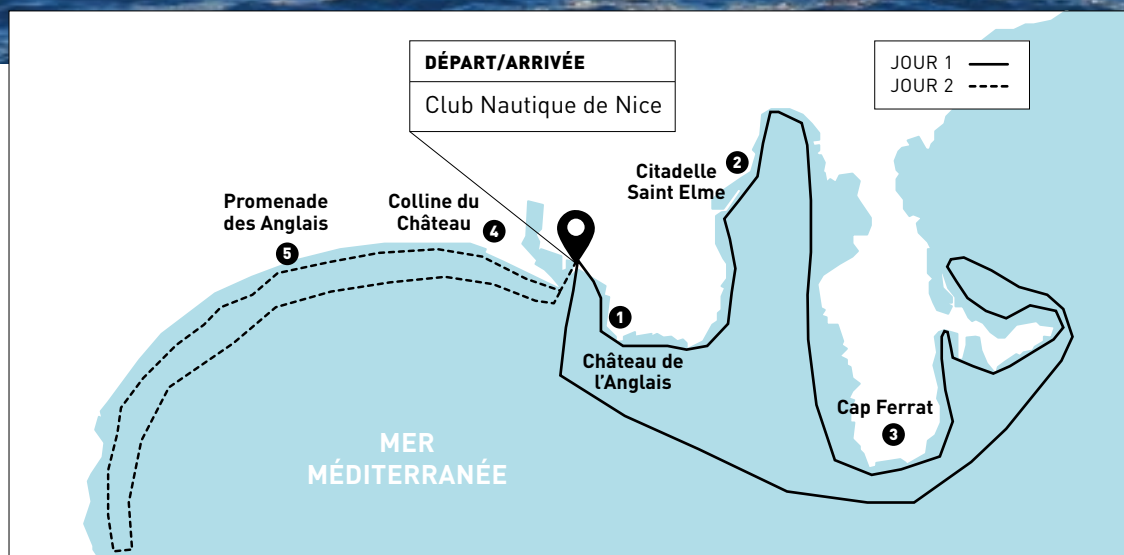 DÉPART/ARRIVÉE
Club Nautique de Nice
JOUR 1
JOUR 2
2
Citadelle
Saint Elme
Promenade
des Anglais
5
Colline du
Château
4
1
Château de
l'Anglais
Cap Ferrat
3
MER
MÉDITERRANÉE